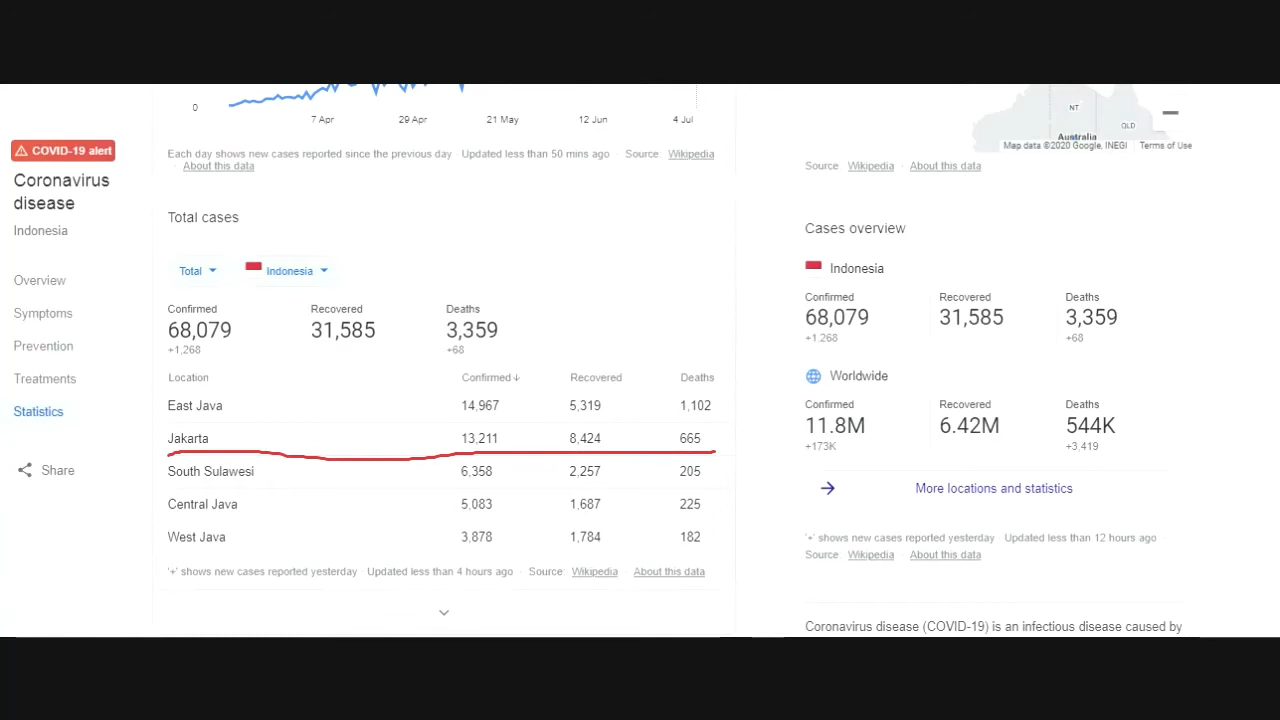 0
7 Apr 29 Apr 21 May 12 Jun 4 Jul
Each day shows new cases reported since the previous day · Updated less than 50 mins ago · Source: Wikipedia
· About this data
COVID-19 alert
Coronavirus
disease
Indonesia
Overview
Symptoms
Prevention
Treatments
Statistics
Share
Total cases
Total Indonesia
Confirmed Recovered Deaths
68,079 31,585 3,359
+1,268 +68
Location Confirmed↓ Recovered Deaths
East Java 14,967 5,319 1,102
Jakarta 13,211 8,424 665
South Sulawesi 6,358 2,257 205
Central Java 5,083 1,687 225
West Java 3,878 1,784 182
'+' shows new cases reported yesterday · Updated less than 4 hours ago · Source: Wikipedia · About this data
NT
QLD
Australia
Map data ©2020 Google, INEGI Terms of Use
Source: Wikipedia · About this data
Cases overview
Indonesia
Confirmed Recovered Deaths
68,079 31,585 3,359
+1,268 +68
Worldwide
Confirmed Recovered Deaths
11.8M 6.42M 544K
+173K +3,419
More locations and statistics
'+' shows new cases reported yesterday · Updated less than 12 hours ago ·
Source: Wikipedia · About this data
Coronavirus disease (COVID-19) is an infectious disease caused by